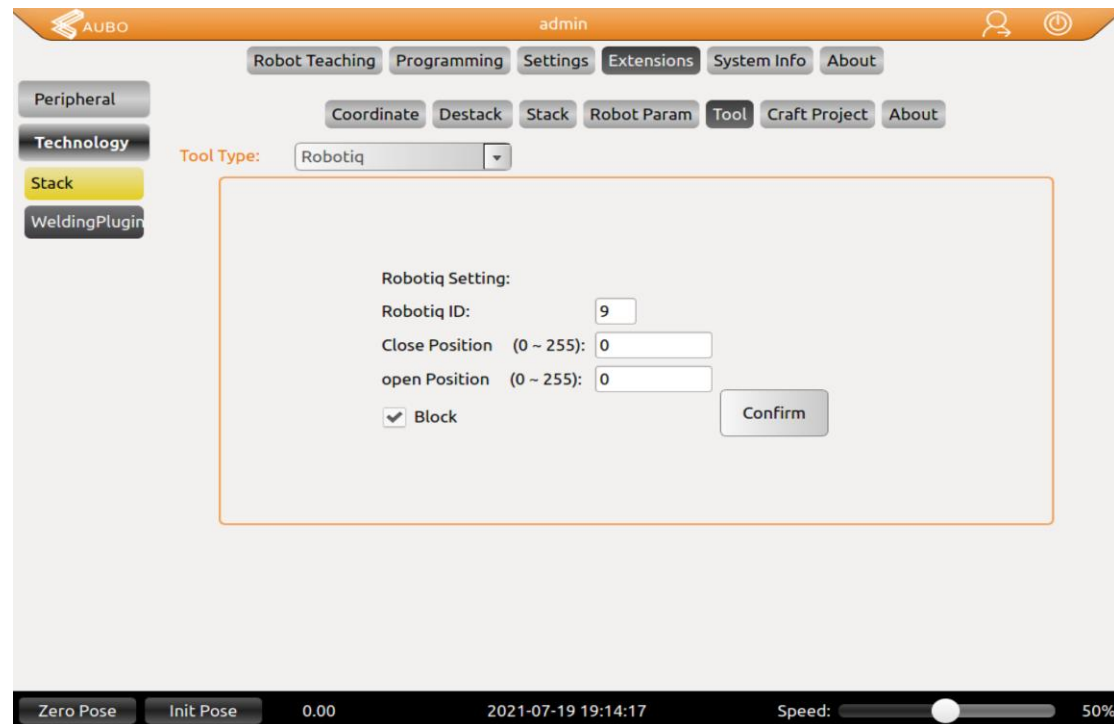 AUBO admin
Robot Teaching Programming Settings Extensions System Info About
Peripheral
Coordinate Destack Stack Robot Param Tool Craft Project About
Technology
Tool Type: Robotiq
Stack
WeldingPlugin
Robotiq Setting:
Robotiq ID: 9
Close Position (0 ~ 255): 0
open Position (0 ~ 255): 0
Block
Confirm
Zero Pose Init Pose 0.00 2021-07-19 19:14:17 Speed: 50%